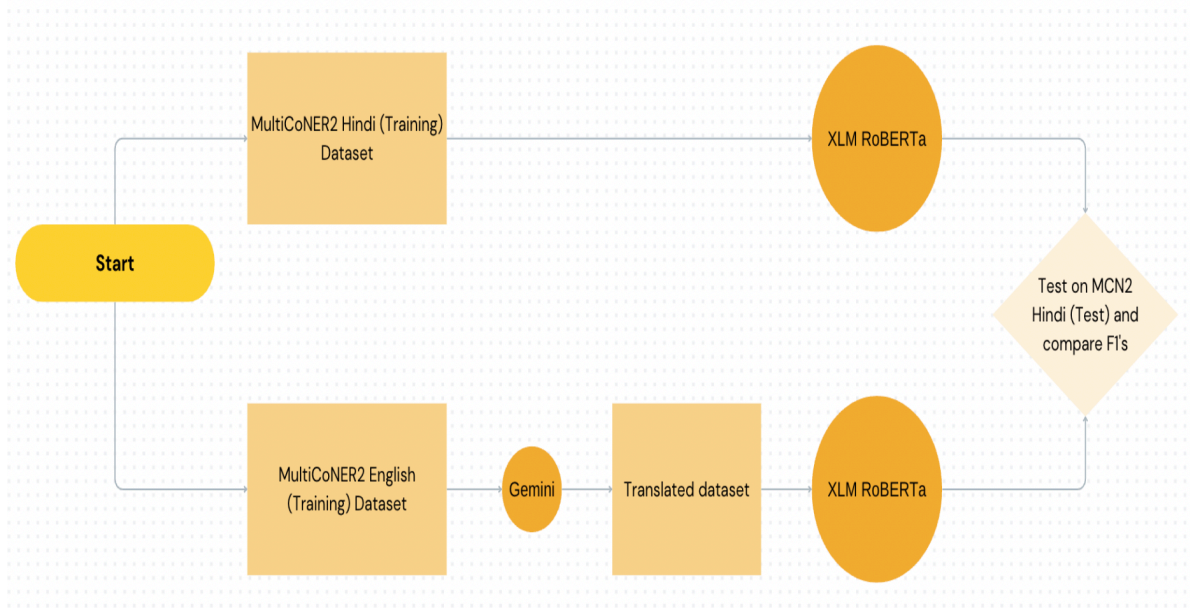 MultiCoNER2 Hindi (Training)
Dataset
XLM RoBERTa
Start
Test on MCN2
Hindi (Test) and
compare F1's
MultiCoNER2 English
(Training) Dataset
Gemini
Translated dataset
XLM RoBERTa